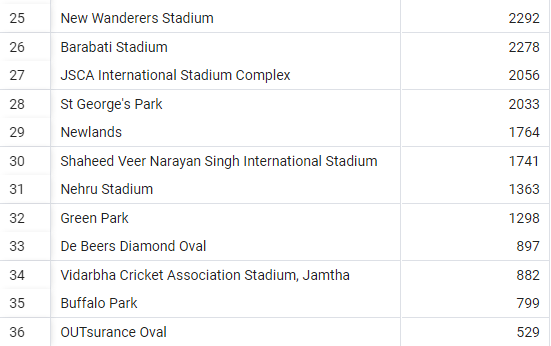 25 New Wanderers Stadium 2292
26 Barabati Stadium 2278
27 JSCA International Stadium Complex 2056
28 St George's Park 2033
29 Newlands 1764
30 Shaheed Veer Narayan Singh International Stadium 1741
31 Nehru Stadium 1363
32 Green Park 1298
33 De Beers Diamond Oval 897
34 Vidarbha Cricket Association Stadium, Jamtha 882
35 Buffalo Park 799
36 OUTsurance Oval 529